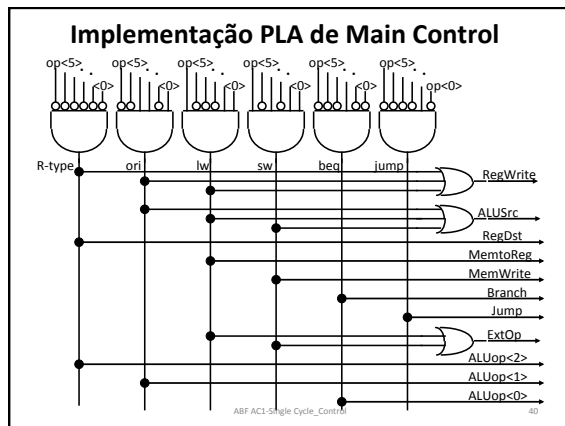 Implementação PLA de Main Control
op<5>. . op<5>. . op<5>. . op<5>. . op<5>. . op<5>. .
<0> <0> <0> <0> <0> op<0>
R-type ori lw sw beq jump
RegWrite
ALUSrc
RegDst
MemtoReg
MemWrite
Branch
Jump
ExtOp
ALUop<2>
ALUop<1>
ALUop<0>
ABF AC1-Single Cycle_Control 40